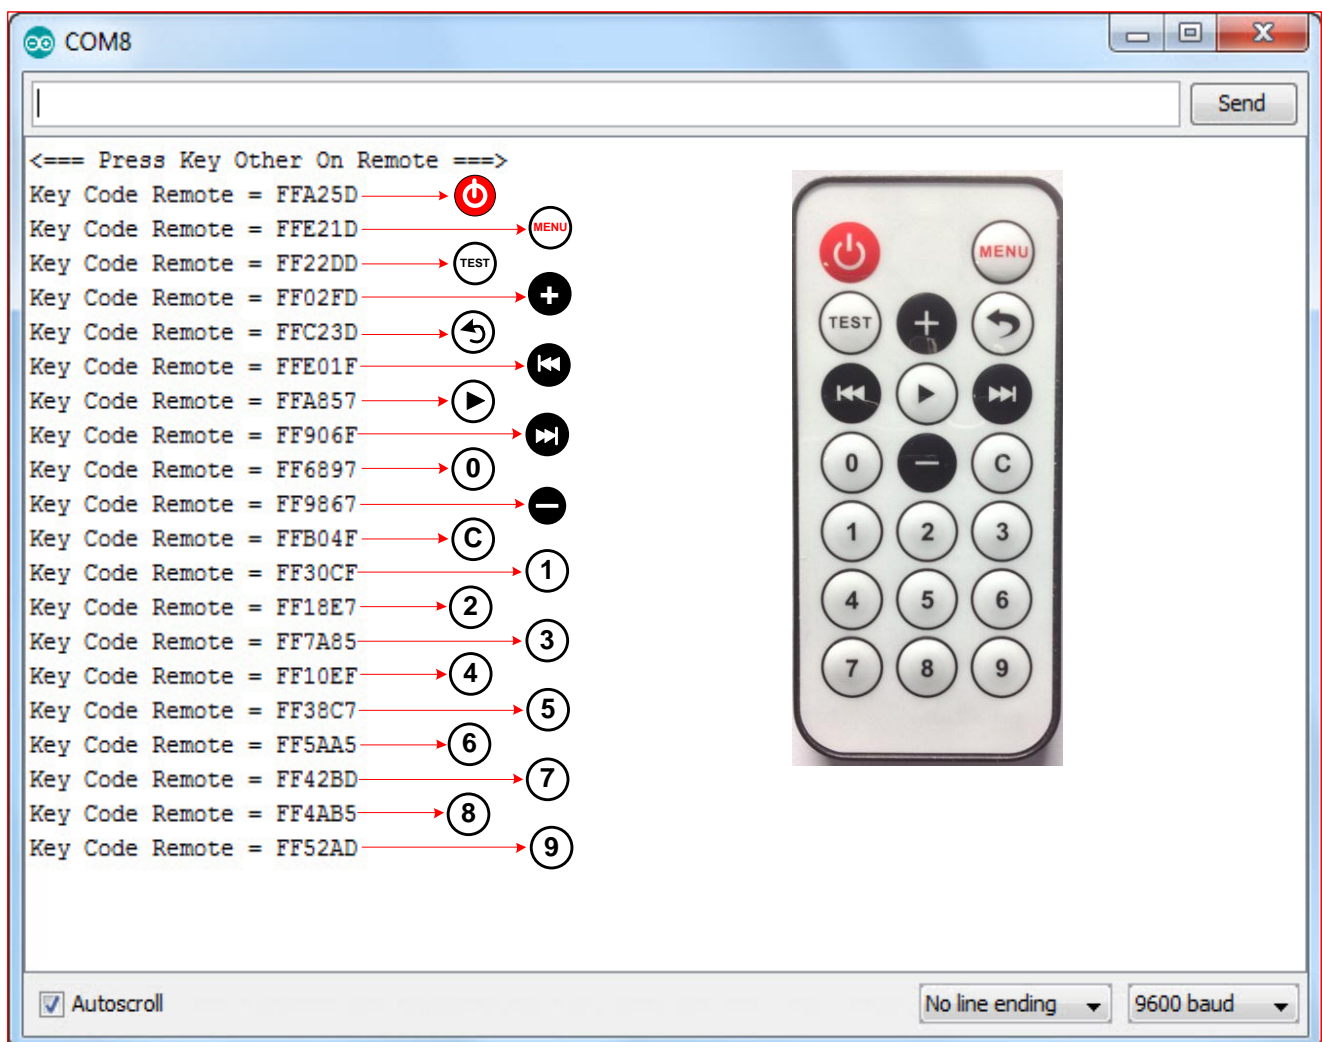 COM8
Send
<=== Press Key Other On Remote ===>
Key Code Remote = FFA25D
Key Code Remote = FFE21D MENU
Key Code Remote = FF22DD TEST
Key Code Remote = FF02FD +
Key Code Remote = FFC23D
Key Code Remote = FFE01F
Key Code Remote = FFA857
Key Code Remote = FF906F
Key Code Remote = FF6897 0
Key Code Remote = FF9867 −
Key Code Remote = FFB04F C
Key Code Remote = FF30CF 1
Key Code Remote = FF18E7 2
Key Code Remote = FF7A85 3
Key Code Remote = FF10EF 4
Key Code Remote = FF38C7 5
Key Code Remote = FF5AA5 6
Key Code Remote = FF42BD 7
Key Code Remote = FF4AB5 8
Key Code Remote = FF52AD 9
MENU
TEST +
0 − C
1 2 3
4 5 6
7 8 9
Autoscroll
No line ending
9600 baud